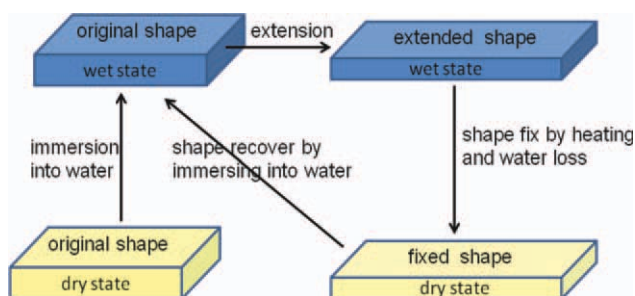 original shape
wet state
extension
extended shape
wet state
immersion
into water
shape recover by
immersing into water
shape fix by heating
and water loss
original shape
dry state
fixed shape
dry state